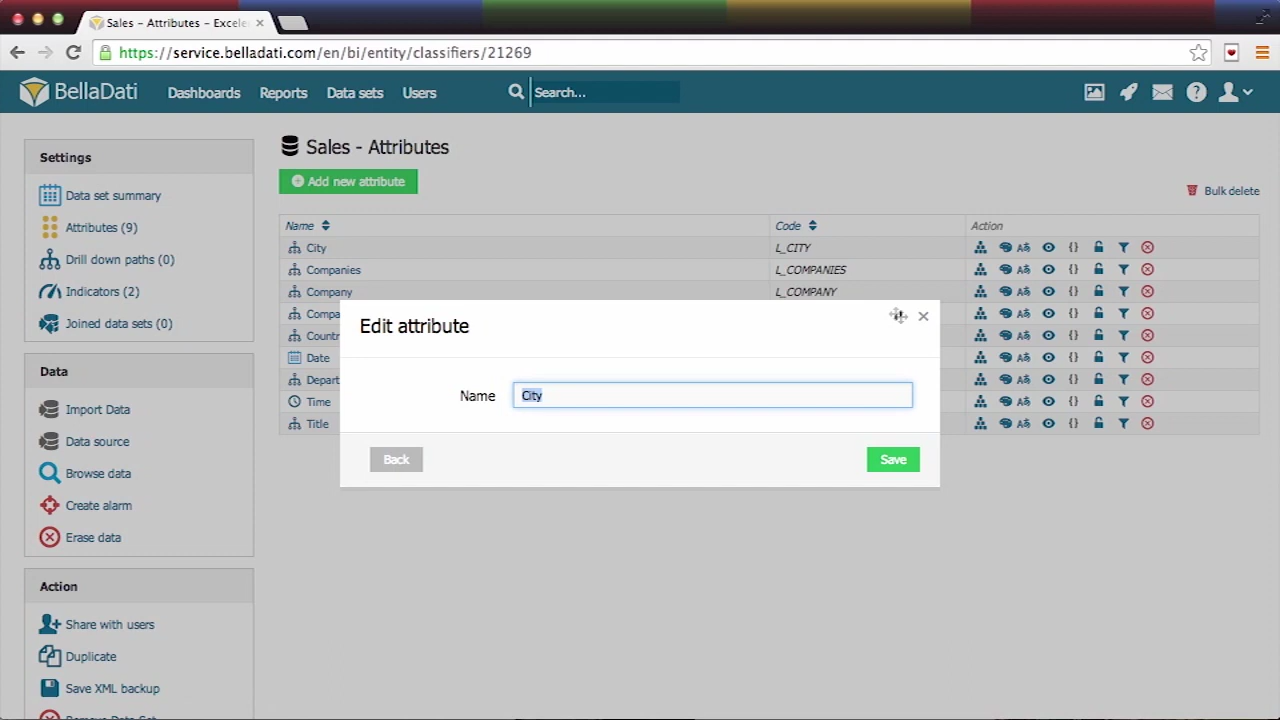 Sales – Attributes – Excele
https://service.belladati.com/en/bi/entity/classifiers/21269
BellaDati Dashboards Reports Data sets Users Search...
Settings
Data set summary
Attributes (9)
Drill down paths (0)
Indicators (2)
Joined data sets (0)
Data
Import Data
Data source
Browse data
Create alarm
Erase data
Action
Share with users
Duplicate
Save XML backup
Remove Data Set
Sales - Attributes
Add new attribute
Bulk delete
Name Code Action
City L_CITY
Companies L_COMPANIES
Company L_COMPANY
Compa
Countr
Date
Depart
Time
Title
Edit attribute
Name City
Back Save